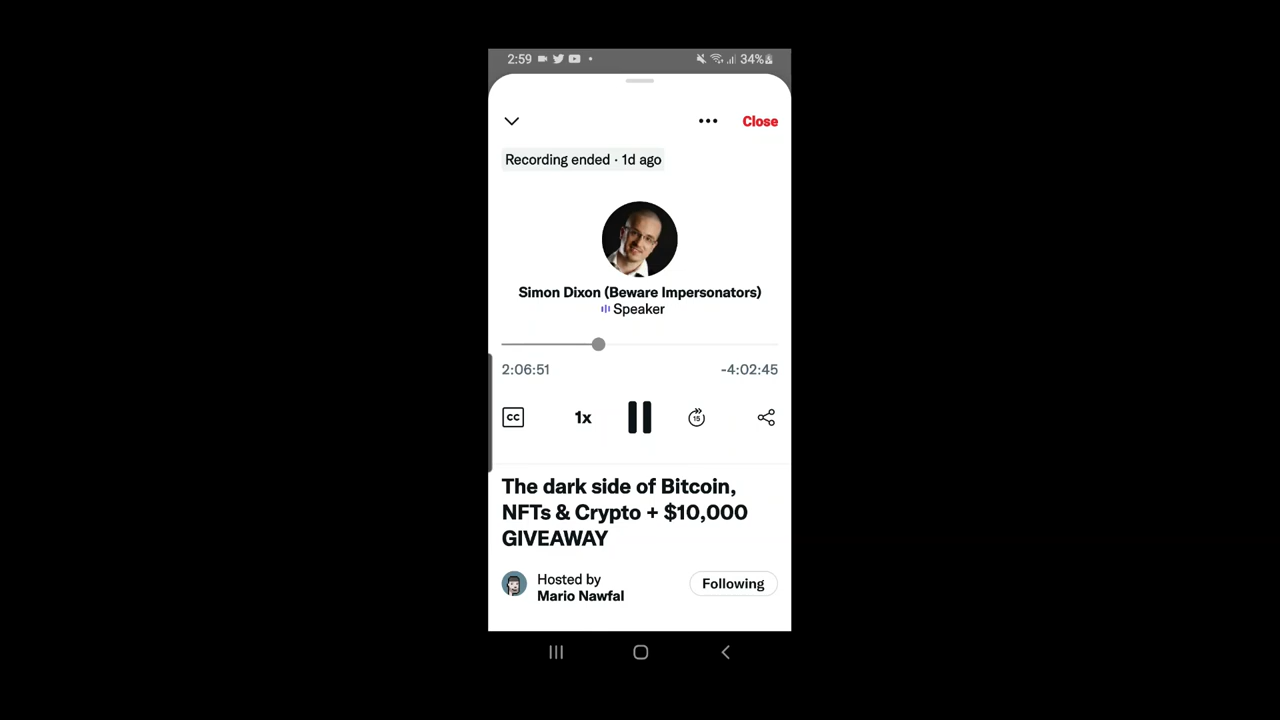 2:59 34%
Close
Recording ended · 1d ago
Simon Dixon (Beware Impersonators)
Speaker
2:06:51 -4:02:45
CC 1x 15
The dark side of Bitcoin,
NFTs & Crypto + $10,000
GIVEAWAY
Hosted by
Mario Nawfal
Following